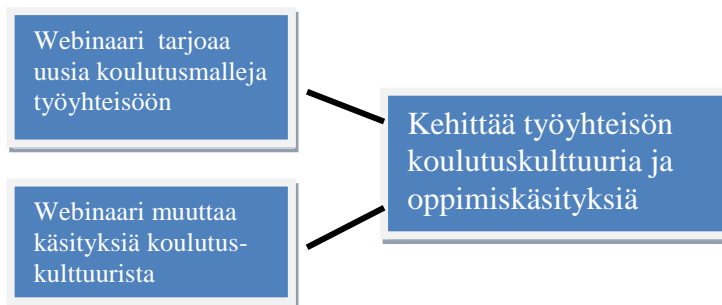 Webinaari tarjoaa
uusia koulutusmalleja
työyhteisöön
Kehittää työyhteisön
koulutuskulttuuria ja
oppimiskäsityksiä
Webinaari muuttaa
käsityksiä koulutus-
kulttuurista